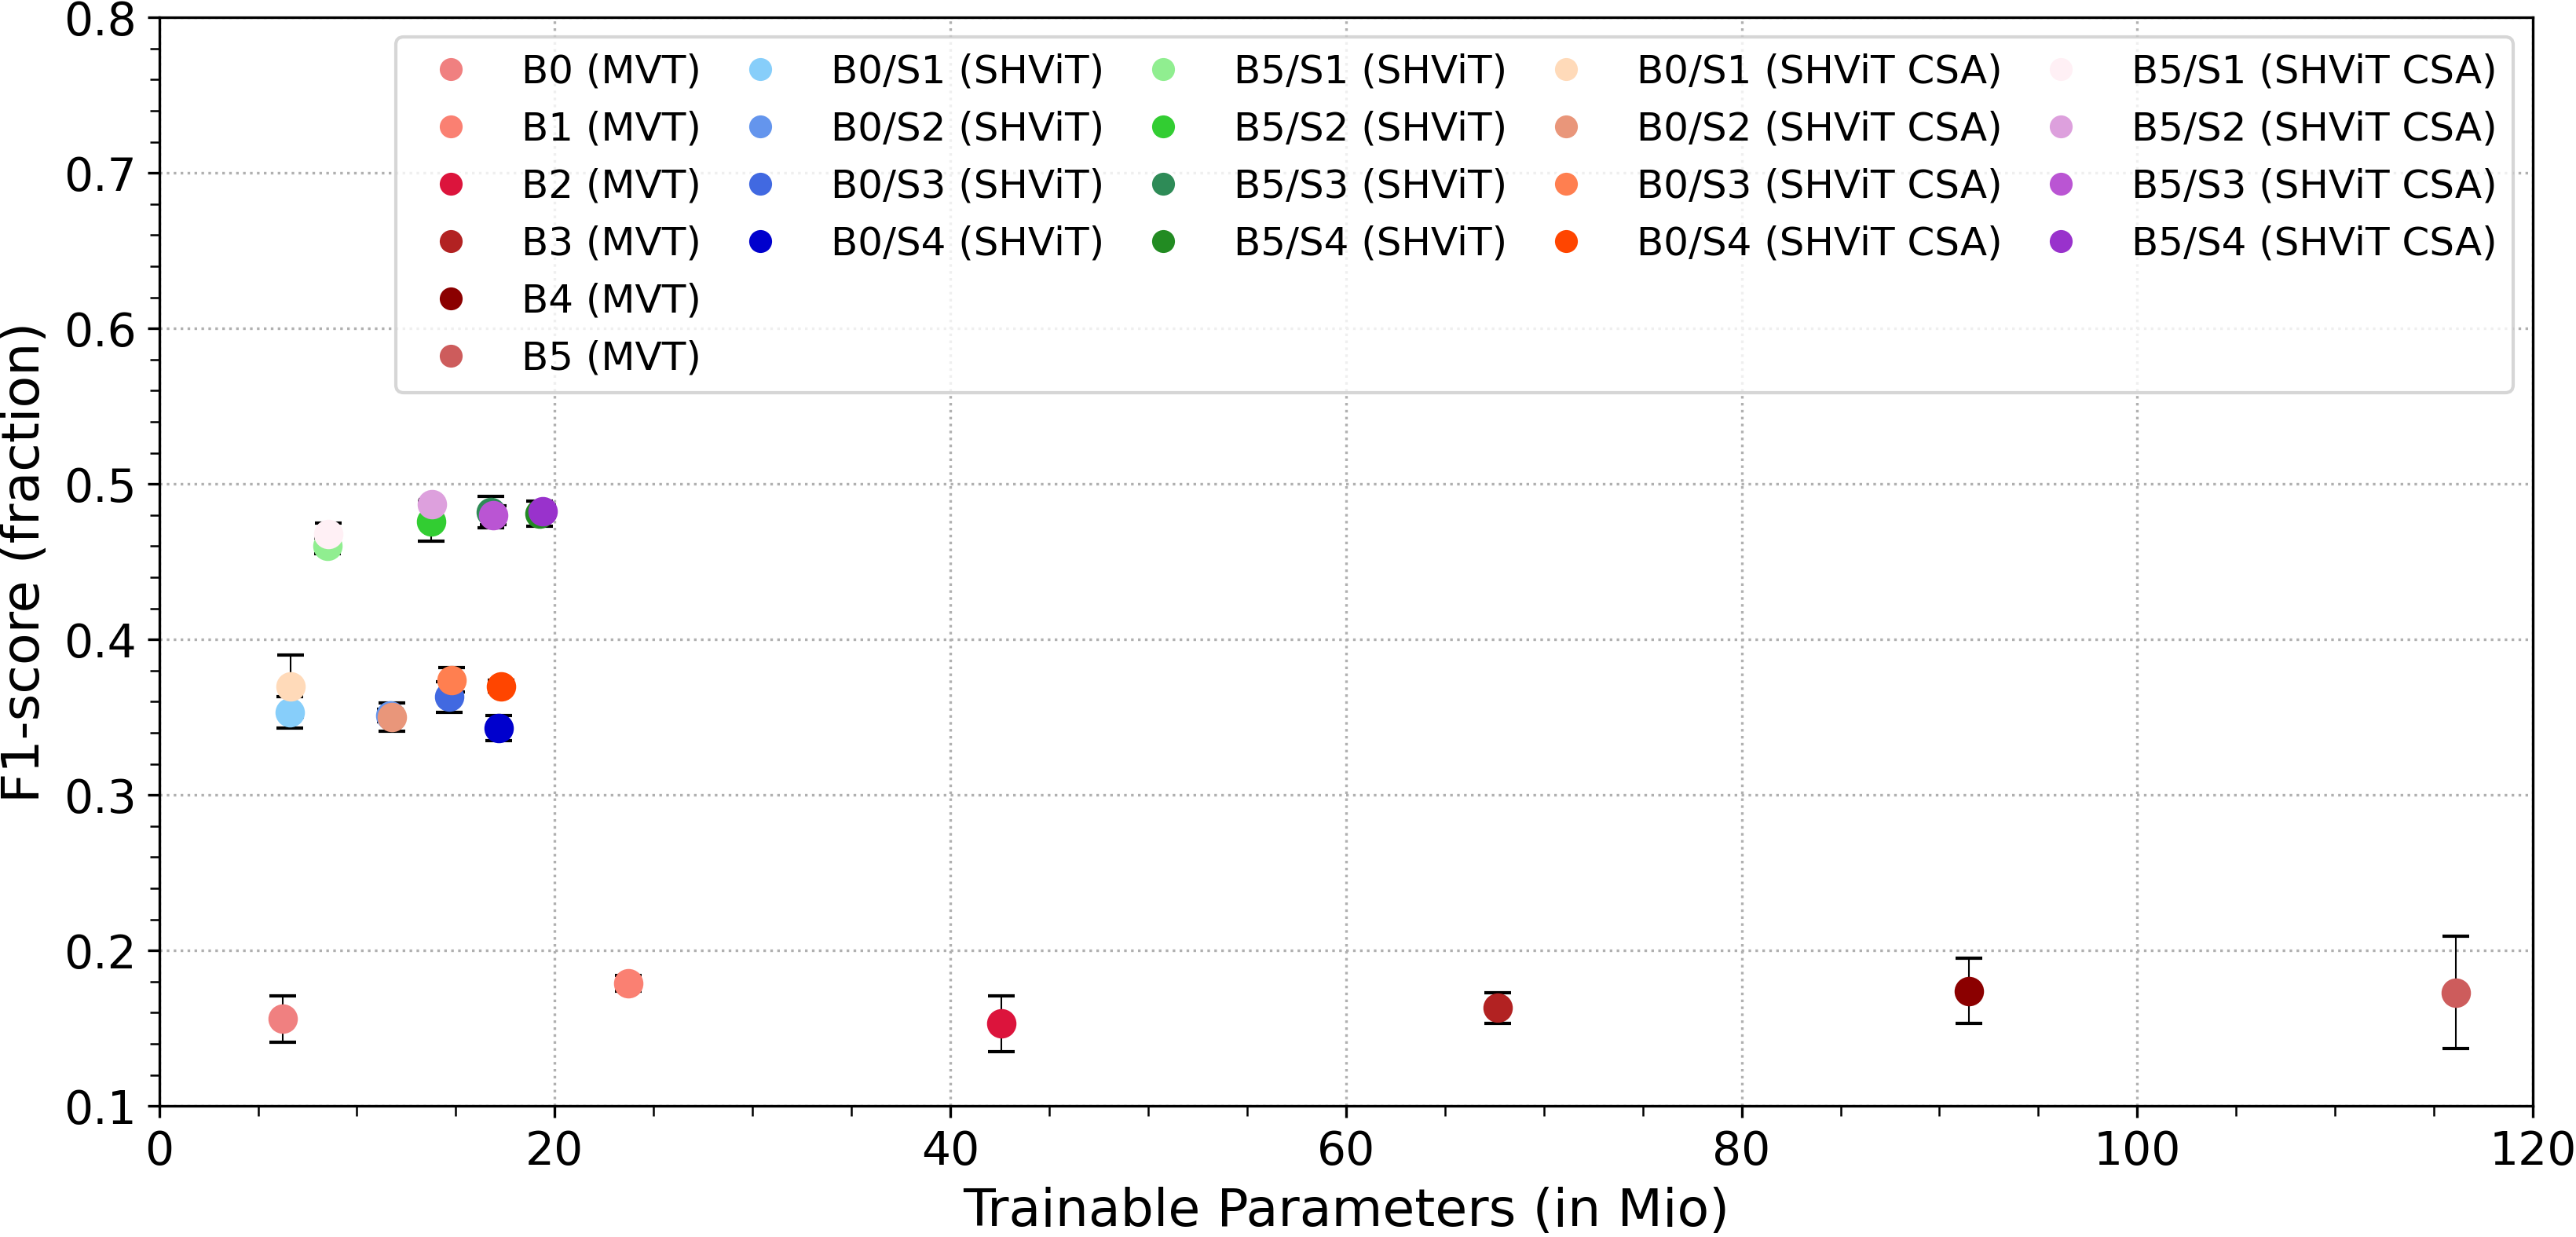 0.8
0.7
0.6
0.5
0.4
0.3
0.2
0.1
F1-score (fraction)
B0 (MVT)
B1 (MVT)
B2 (MVT)
B3 (MVT)
B4 (MVT)
B5 (MVT)
B0/S1 (SHViT)
B0/S2 (SHViT)
B0/S3 (SHViT)
B0/S4 (SHViT)
B5/S1 (SHViT)
B5/S2 (SHViT)
B5/S3 (SHViT)
B5/S4 (SHViT)
B0/S1 (SHViT CSA)
B0/S2 (SHViT CSA)
B0/S3 (SHViT CSA)
B0/S4 (SHViT CSA)
B5/S1 (SHViT CSA)
B5/S2 (SHViT CSA)
B5/S3 (SHViT CSA)
B5/S4 (SHViT CSA)
0 20 40 60 80 100 120
Trainable Parameters (in Mio)